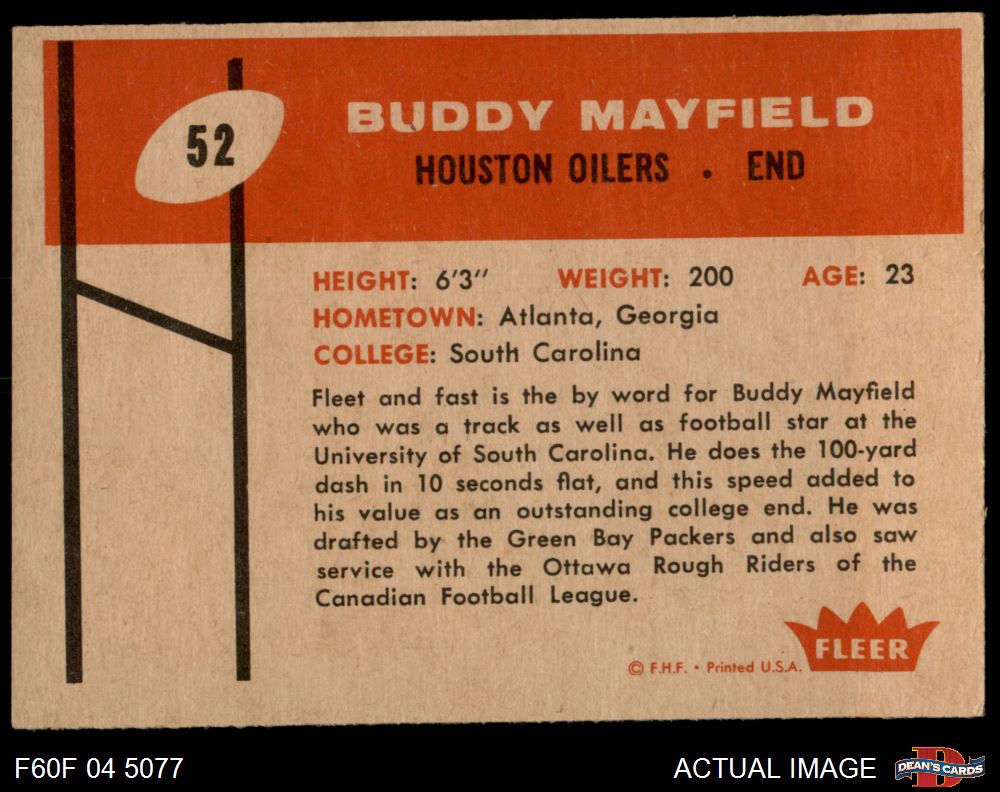 52
BUDDY MAYFIELD
HOUSTON OILERS . END
HEIGHT: 6'3" WEIGHT: 200 AGE: 23
HOMETOWN: Atlanta, Georgia
COLLEGE: South Carolina
Fleet and fast is the by word for Buddy Mayfield
who was a track as well as football star at the
University of South Carolina. He does the 100-yard
dash in 10 seconds flat, and this speed added to
his value as an outstanding college end. He was
drafted by the Green Bay Packers and also saw
service with the Ottawa Rough Riders of the
Canadian Football League.
FLEER
© F.H.F. • Printed U.S.A.
F60F 04 5077
ACTUAL IMAGE
D
DEAN'S CARDS